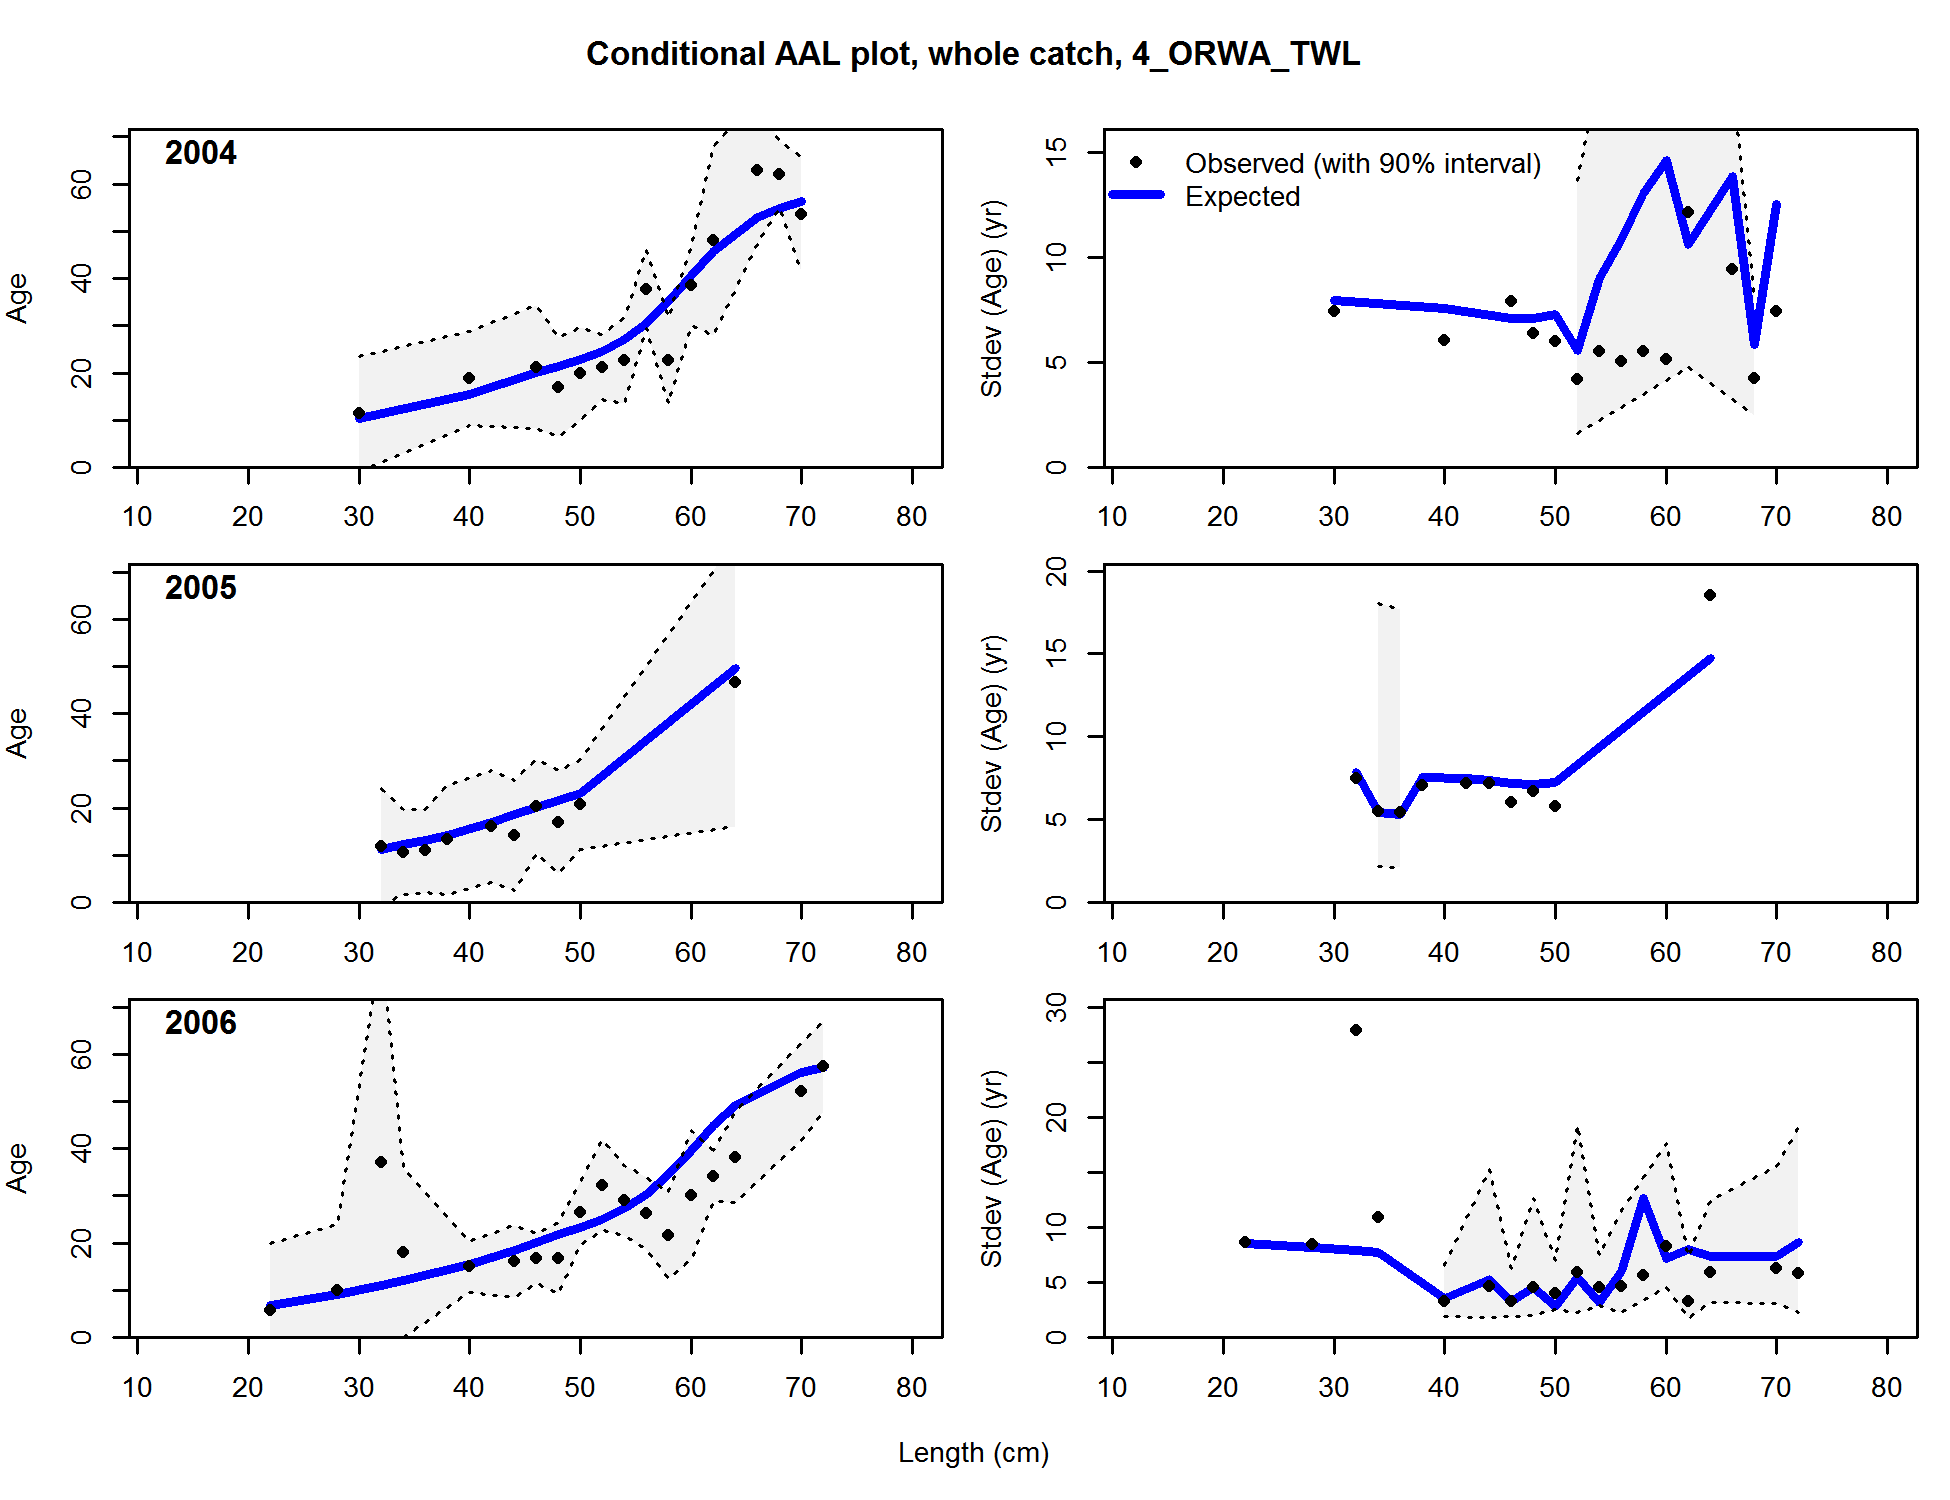 Conditional AAL plot, whole catch, 4_ORWA_TWL
2004
Age
0 20 40 60
10 20 30 40 50 60 70 80
Observed (with 90% interval)
Expected
Stdev (Age) (yr)
0 5 10 15
10 20 30 40 50 60 70 80
2005
Age
0 20 40 60
10 20 30 40 50 60 70 80
Stdev (Age) (yr)
0 5 10 15 20
10 20 30 40 50 60 70 80
2006
Age
0 20 40 60
10 20 30 40 50 60 70 80
Stdev (Age) (yr)
0 5 10 20 30
10 20 30 40 50 60 70 80
Length (cm)